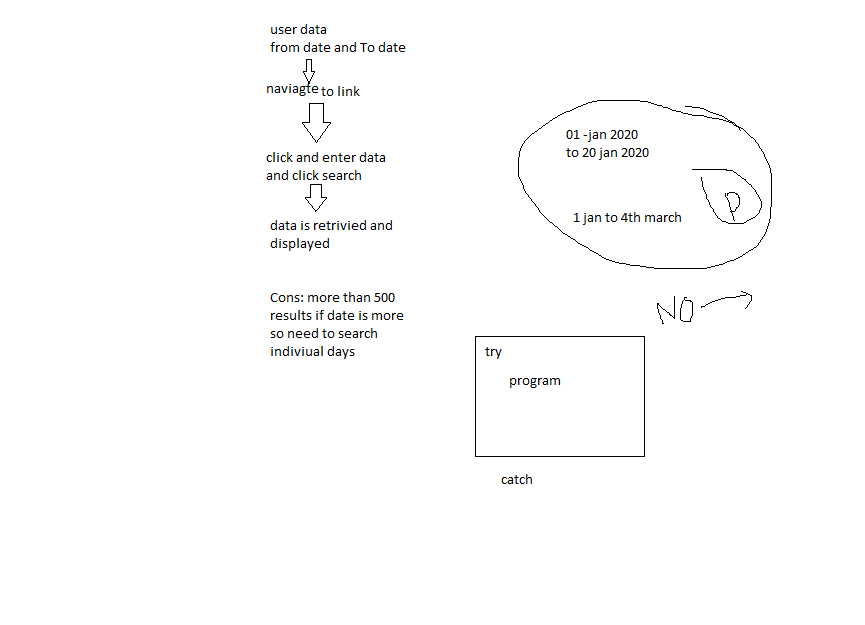 user data
from date and To date
naviagte to link
click and enter data
and click search
data is retrivied and
displayed
Cons: more than 500
results if date is more
so need to search
indiviual days
01 -jan 2020
to 20 jan 2020
1 jan to 4th march
P
NO
try
program
catch